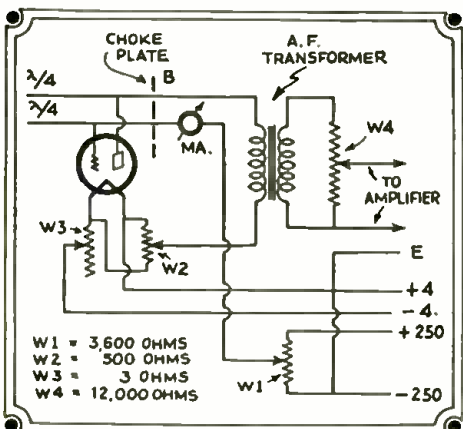 CHOKE
PLATE
B
A.F.
TRANSFORMER
λ/4
λ/4
MA.
W4
TO
AMPLIFIER
W3
W2
E
+4
-4.
+250
W1
-250
W1 = 3,600 OHMS
W2 = 500 OHMS
W3 = 3 OHMS
W4 = 12,000 OHMS